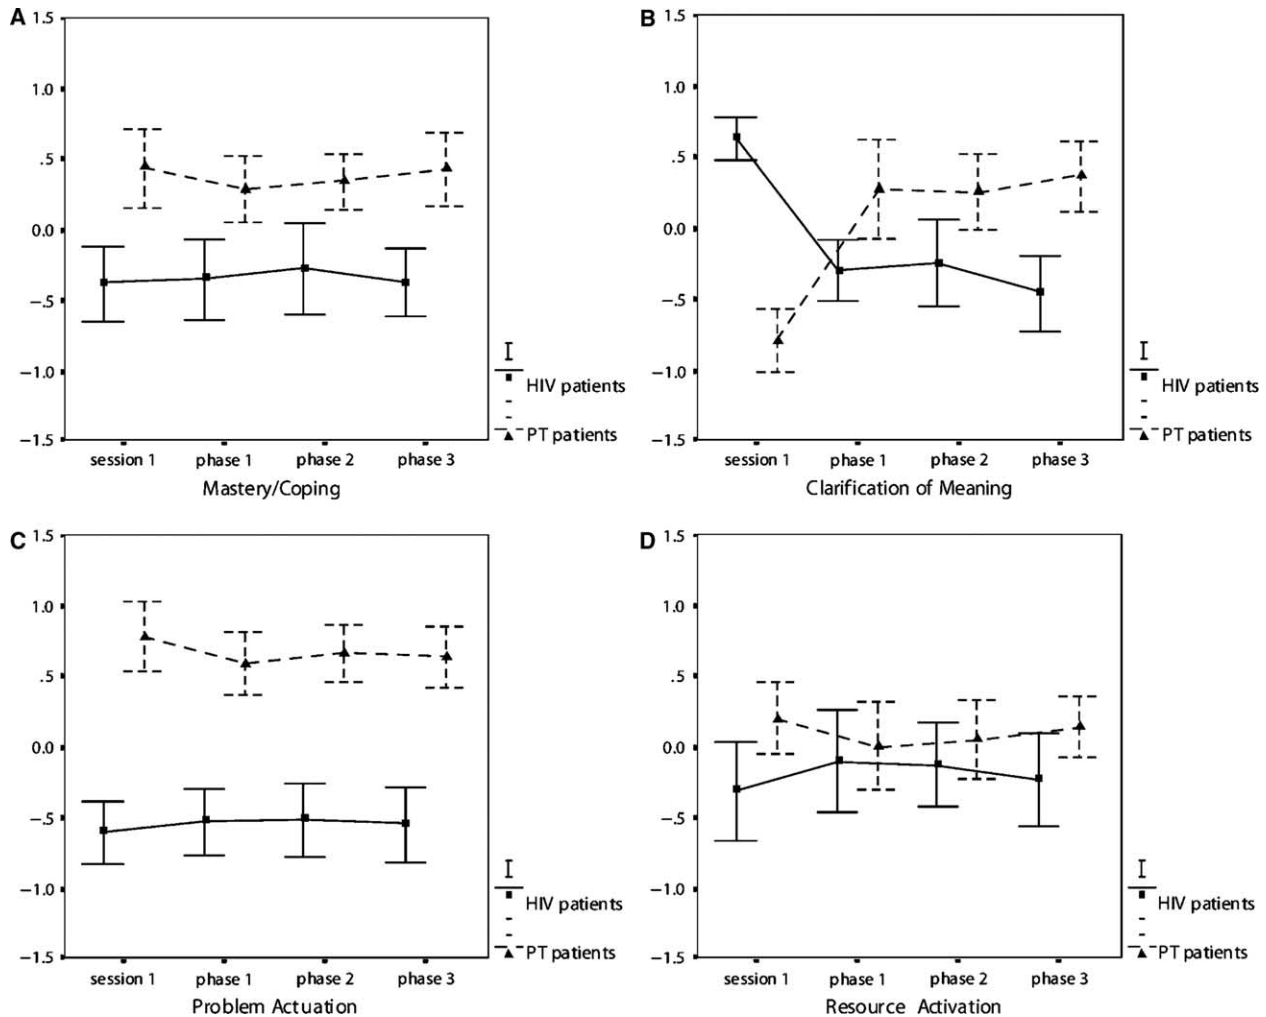 A
1.5
1.0
.5
0.0
−.5
−1.0
−1.5
session 1 phase 1 phase 2 phase 3
Mastery/Coping
HIV patients
PT patients
B
1.5
1.0
.5
0.0
−.5
−1.0
−1.5
session 1 phase 1 phase 2 phase 3
Clarification of Meaning
HIV patients
PT patients
C
1.5
1.0
.5
0.0
−.5
−1.0
−1.5
session 1 phase 1 phase 2 phase 3
Problem Actuation
HIV patients
PT patients
D
1.5
1.0
.5
0.0
−.5
−1.0
−1.5
session 1 phase 1 phase 2 phase 3
Resource Activation
HIV patients
PT patients